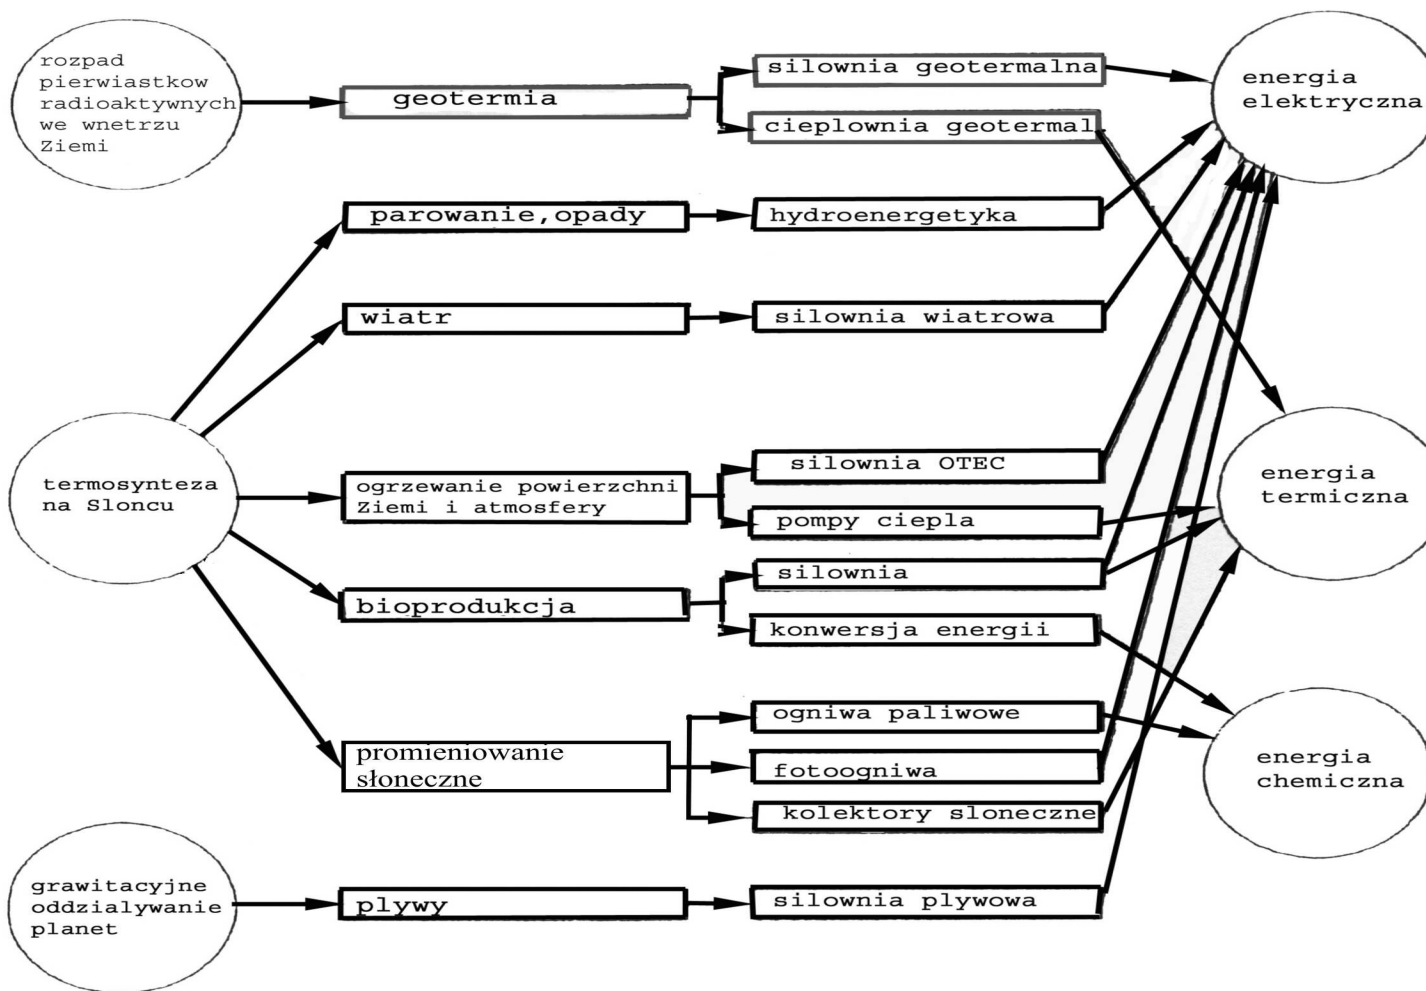 rozpad
pierwiastkow
radioaktywnych
we wnetrzu
Ziemi
geotermia
silownia geotermalna
cieplownia geotermal
energia
elektryczna
parowanie,opady
hydroenergetyka
wiatr
silownia wiatrowa
termosynteza
na Sloncu
ogrzewanie powierzchni
Ziemi i atmosfery
silownia OTEC
pompy ciepla
energia
termiczna
bioprodukcja
silownia
konwersja energii
promieniowanie
słoneczne
ogniwa paliwowe
fotoogniwa
kolektory sloneczne
energia
chemiczna
grawitacyjne
oddzialywanie
planet
plywy
silownia plywowa